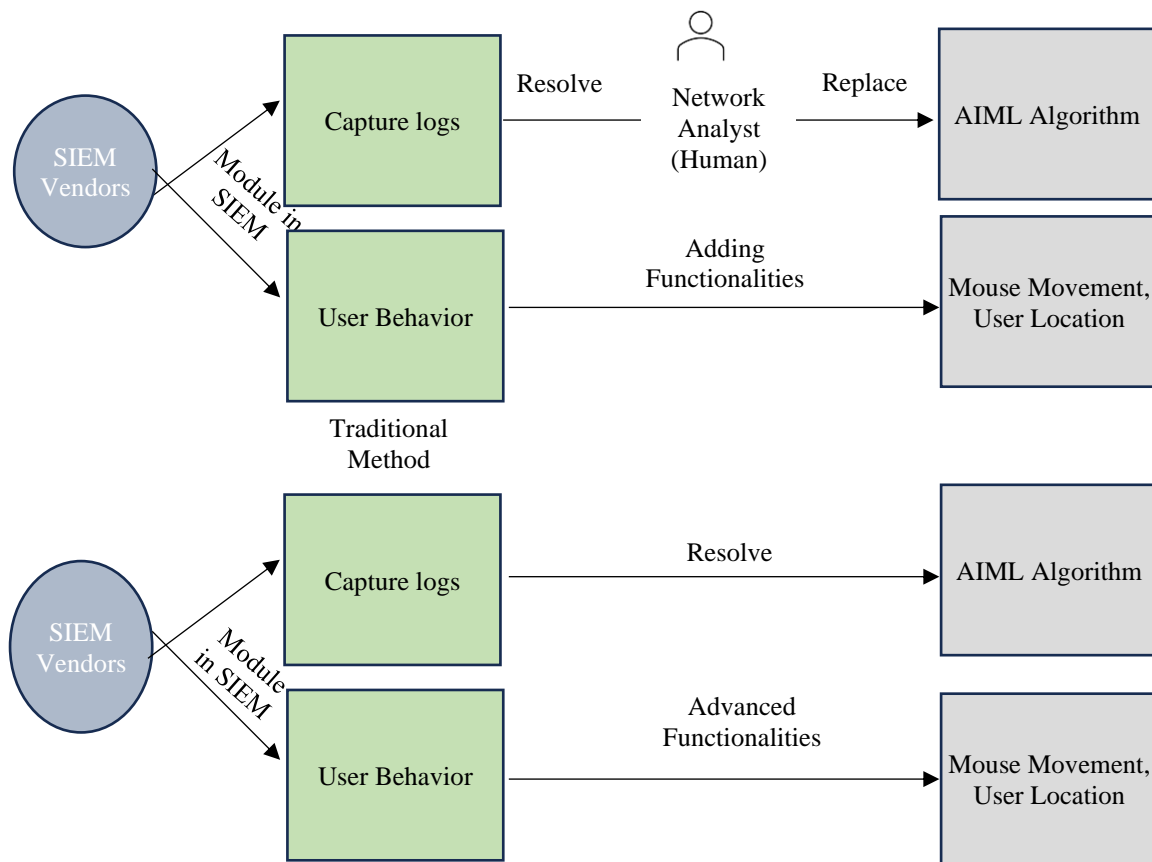 SIEM
Vendors
Module in
SIEM
Capture logs
Resolve
Network
Analyst
(Human)
Replace
AIML Algorithm
User Behavior
Adding
Functionalities
Mouse Movement,
User Location
Traditional
Method
SIEM
Vendors
Module
in SIEM
Capture logs
Resolve
AIML Algorithm
User Behavior
Advanced
Functionalities
Mouse Movement,
User Location